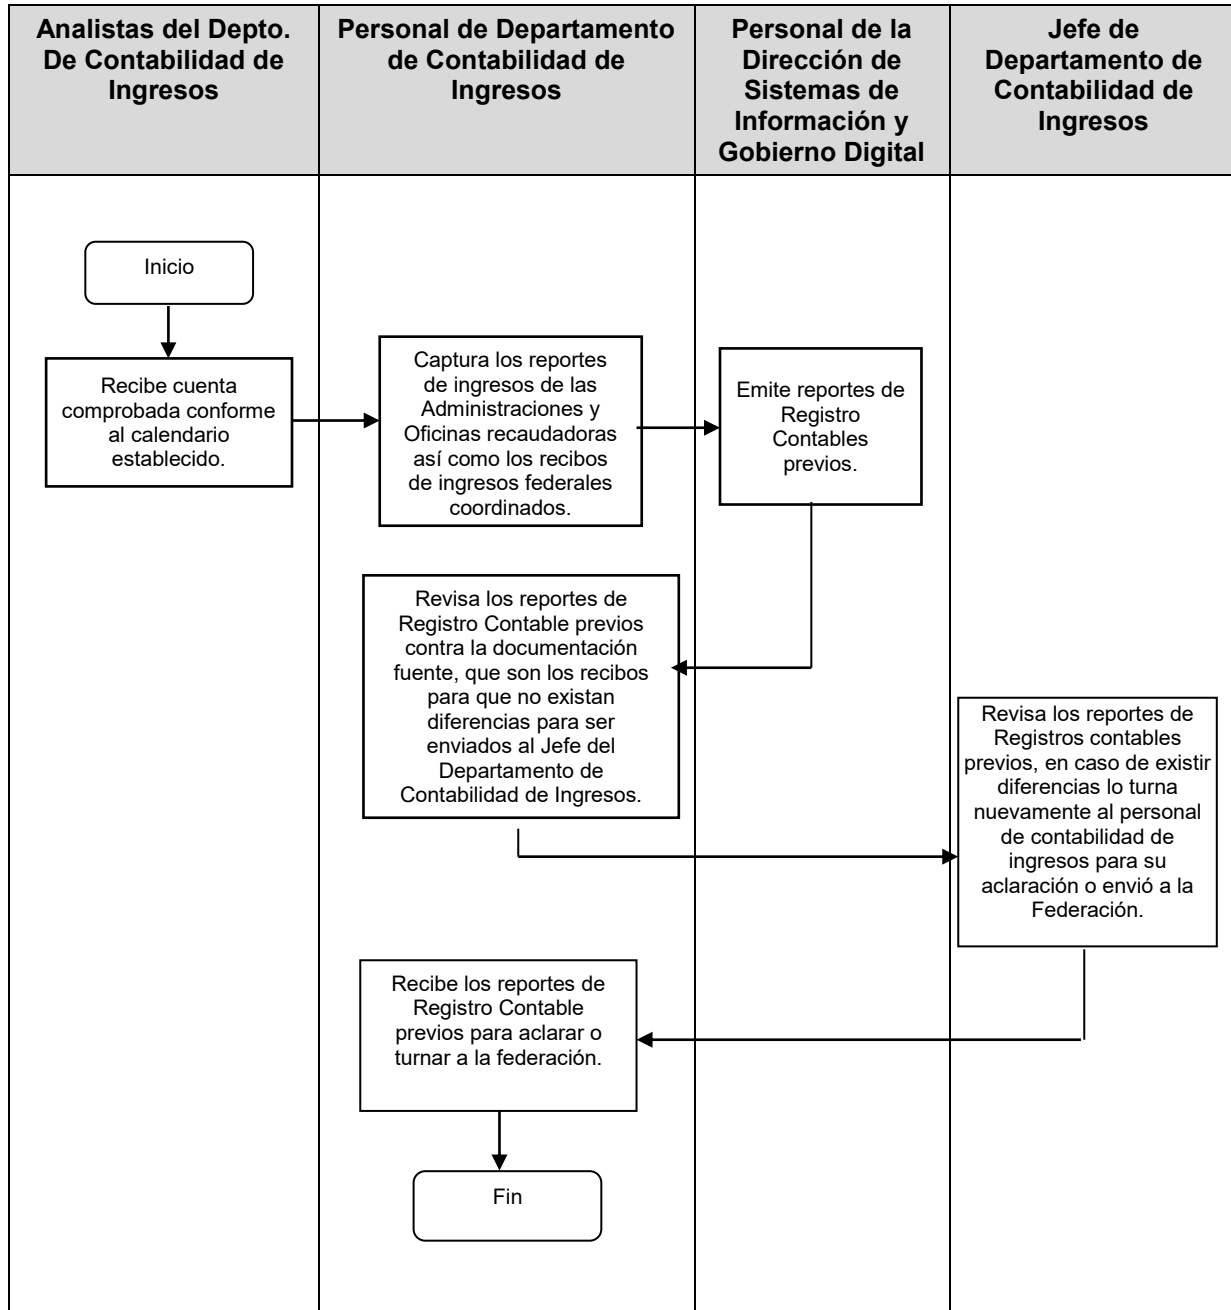 Analistas del Depto.
De Contabilidad de
Ingresos
Personal de Departamento
de Contabilidad de
Ingresos
Personal de la
Dirección de
Sistemas de
Información y
Gobierno Digital
Jefe de
Departamento de
Contabilidad de
Ingresos
Inicio
Recibe cuenta
comprobada conforme
al calendario
establecido.
Captura los reportes
de ingresos de las
Administraciones y
Oficinas recaudadoras
así como los recibos
de ingresos federales
coordinados.
Emite reportes de
Registro
Contables
previos.
Revisa los reportes de
Registro Contable previos
contra la documentación
fuente, que son los recibos
para que no existan
diferencias para ser
enviados al Jefe del
Departamento de
Contabilidad de Ingresos.
Revisa los reportes de
Registros contables
previos, en caso de existir
diferencias lo turna
nuevamente al personal
de contabilidad de
ingresos para su
aclaración o envió a la
Federación.
Recibe los reportes de
Registro Contable
previos para aclarar o
turnar a la federación.
Fin